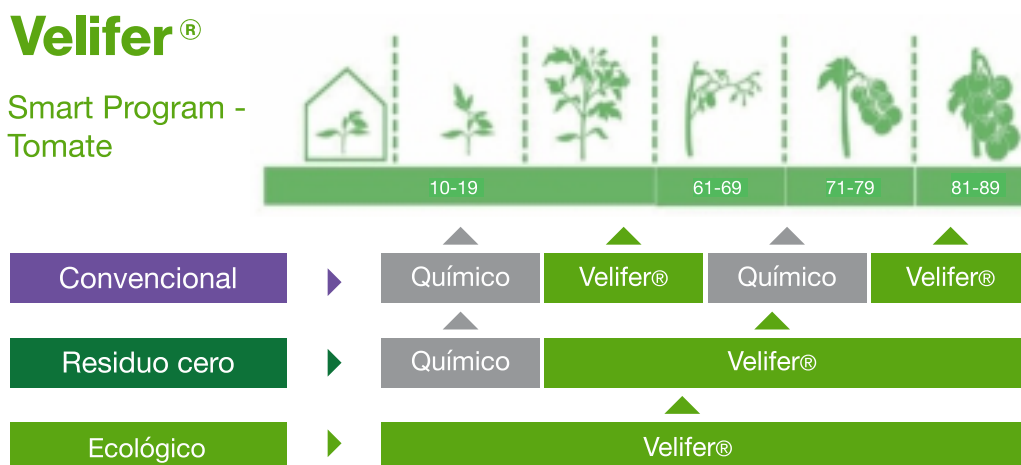 Velifer®
Smart Program -
Tomate
10-19 61-69 71-79 81-89
Convencional Químico Velifer® Químico Velifer®
Residuo cero Químico Velifer®
Ecológico Velifer®